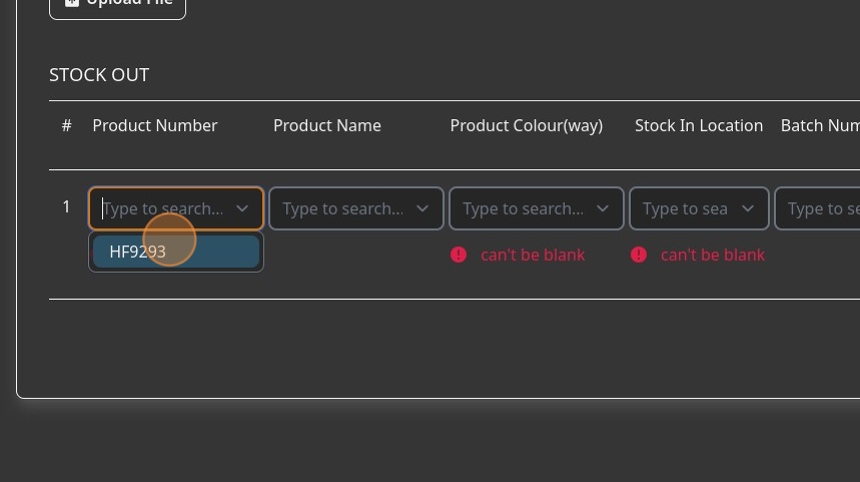 Upload File
STOCK OUT
# Product Number Product Name Product Colour(way) Stock In Location Batch Num
1 Type to search... Type to search... Type to search... Type to sea Type to se
HF9293 can't be blank can't be blank